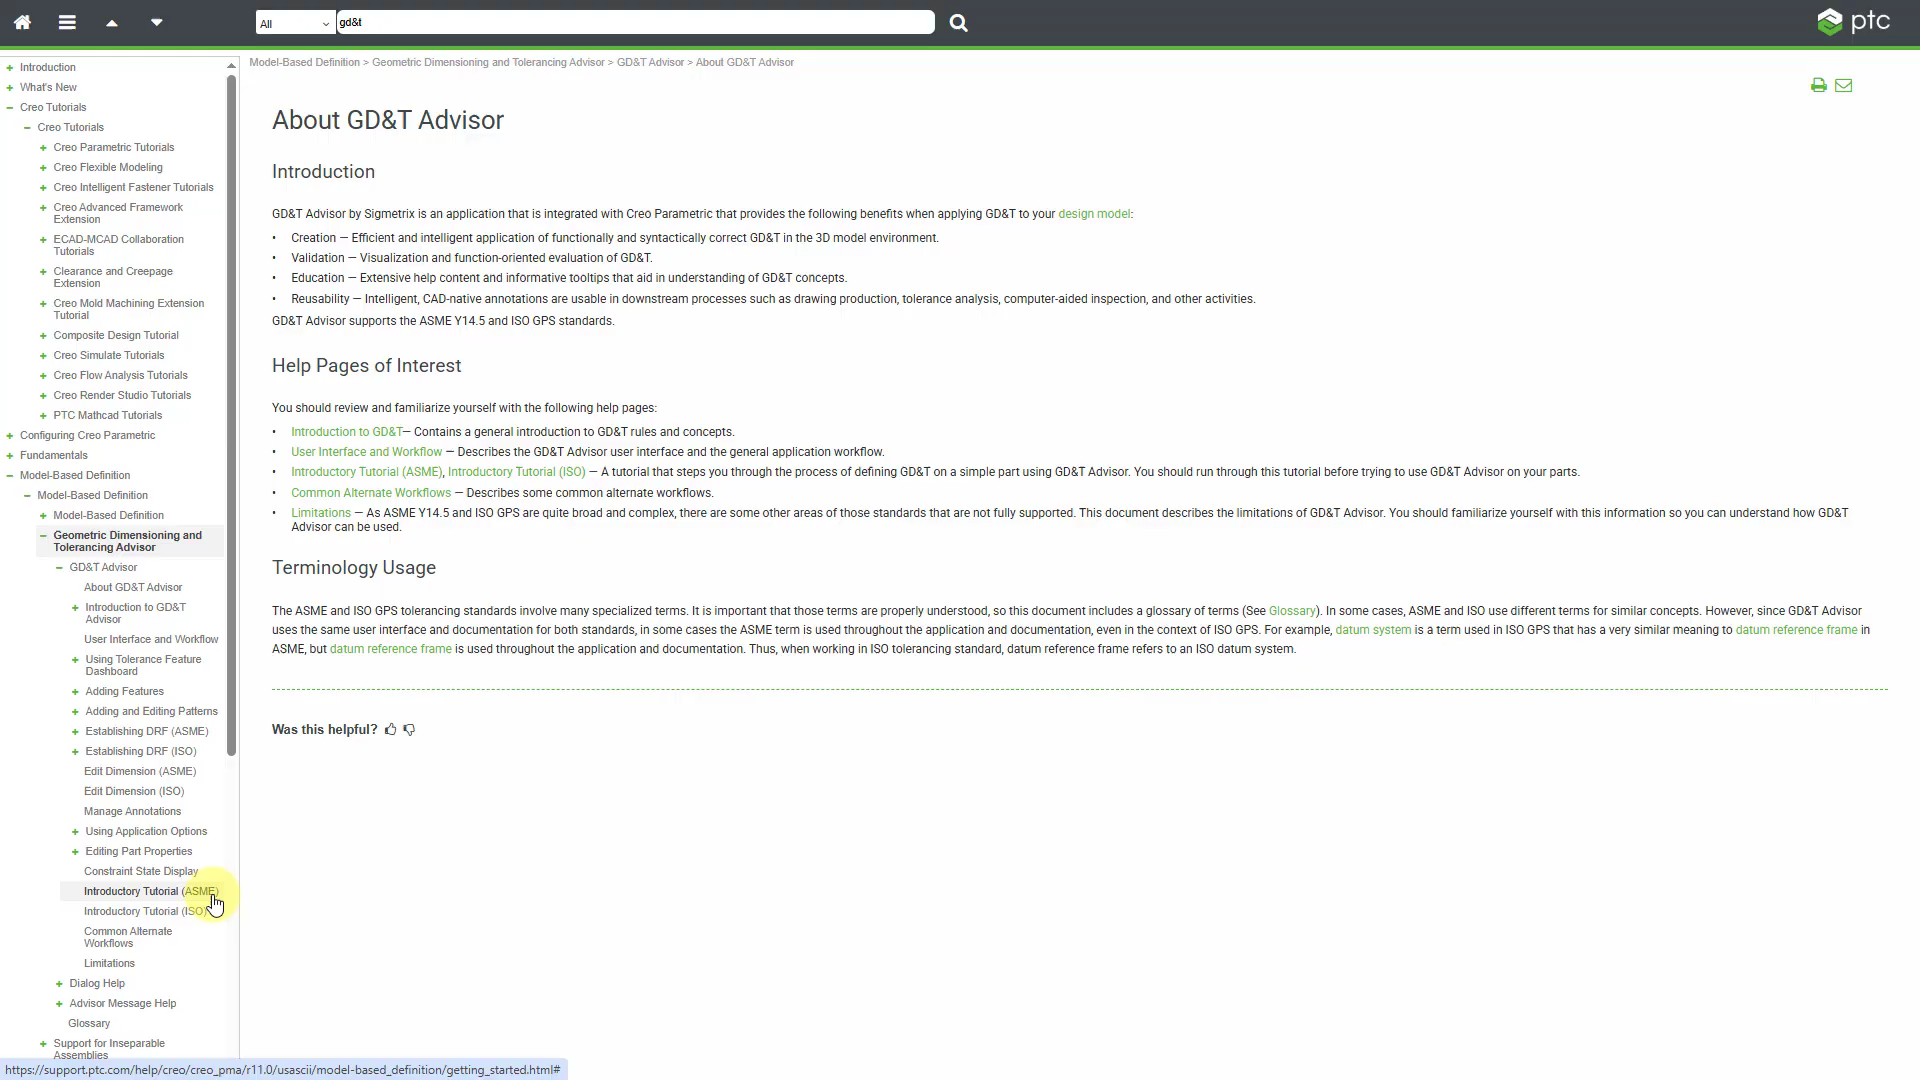 All
gd&t
ptc
Introduction
What's New
Creo Tutorials
Creo Tutorials
Creo Parametric Tutorials
Creo Flexible Modeling
Creo Intelligent Fastener Tutorials
Creo Advanced Framework
Extension
ECAD-MCAD Collaboration
Tutorials
Clearance and Creepage
Extension
Creo Mold Machining Extension
Tutorial
Composite Design Tutorial
Creo Simulate Tutorials
Creo Flow Analysis Tutorials
Creo Render Studio Tutorials
PTC Mathcad Tutorials
Configuring Creo Parametric
Fundamentals
Model-Based Definition
Model-Based Definition
Model-Based Definition
Geometric Dimensioning and
Tolerancing Advisor
GD&T Advisor
About GD&T Advisor
Introduction to GD&T
Advisor
User Interface and Workflow
Using Tolerance Feature
Dashboard
Adding Features
Adding and Editing Patterns
Establishing DRF (ASME)
Establishing DRF (ISO)
Edit Dimension (ASME)
Edit Dimension (ISO)
Manage Annotations
Using Application Options
Editing Part Properties
Constraint State Display
Introductory Tutorial (ASME)
Introductory Tutorial (ISO)
Common Alternate
Workflows
Limitations
Dialog Help
Advisor Message Help
Glossary
Support for Inseparable
Assemblies
https://support.ptc.com/help/creo/creo_pma/r11.0/usascii/model-based_definition/getting_started.html#
Model-Based Definition > Geometric Dimensioning and Tolerancing Advisor > GD&T Advisor > About GD&T Advisor
About GD&T Advisor
Introduction
GD&T Advisor by Sigmetrix is an application that is integrated with Creo Parametric that provides the following benefits when applying GD&T to your design model:
• Creation — Efficient and intelligent application of functionally and syntactically correct GD&T in the 3D model environment.
• Validation — Visualization and function-oriented evaluation of GD&T.
• Education — Extensive help content and informative tooltips that aid in understanding of GD&T concepts.
• Reusability — Intelligent, CAD-native annotations are usable in downstream processes such as drawing production, tolerance analysis, computer-aided inspection, and other activities.
GD&T Advisor supports the ASME Y14.5 and ISO GPS standards.
Help Pages of Interest
You should review and familiarize yourself with the following help pages:
• Introduction to GD&T— Contains a general introduction to GD&T rules and concepts.
• User Interface and Workflow — Describes the GD&T Advisor user interface and the general application workflow.
• Introductory Tutorial (ASME), Introductory Tutorial (ISO) — A tutorial that steps you through the process of defining GD&T on a simple part using GD&T Advisor. You should run through this tutorial before trying to use GD&T Advisor on your parts.
• Common Alternate Workflows — Describes some common alternate workflows.
• Limitations — As ASME Y14.5 and ISO GPS are quite broad and complex, there are some other areas of those standards that are not fully supported. This document describes the limitations of GD&T Advisor. You should familiarize yourself with this information so you can understand how GD&T
Advisor can be used.
Terminology Usage
The ASME and ISO GPS tolerancing standards involve many specialized terms. It is important that those terms are properly understood, so this document includes a glossary of terms (See Glossary). In some cases, ASME and ISO use different terms for similar concepts. However, since GD&T Advisor
uses the same user interface and documentation for both standards, in some cases the ASME term is used throughout the application and documentation, even in the context of ISO GPS. For example, datum system is a term used in ISO GPS that has a very similar meaning to datum reference frame in
ASME, but datum reference frame is used throughout the application and documentation. Thus, when working in ISO tolerancing standard, datum reference frame refers to an ISO datum system.
Was this helpful?